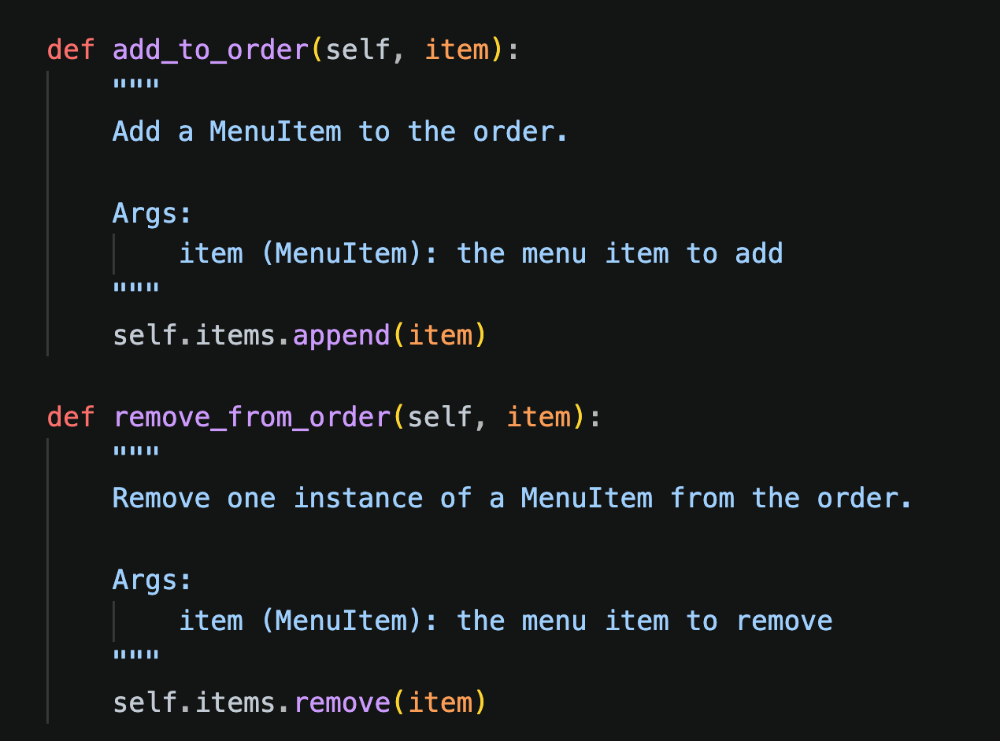 def add_to_order(self, item):
    """
    Add a MenuItem to the order.

    Args:
        item (MenuItem): the menu item to add
    """
    self.items.append(item)

def remove_from_order(self, item):
    """
    Remove one instance of a MenuItem from the order.

    Args:
        item (MenuItem): the menu item to remove
    """
    self.items.remove(item)